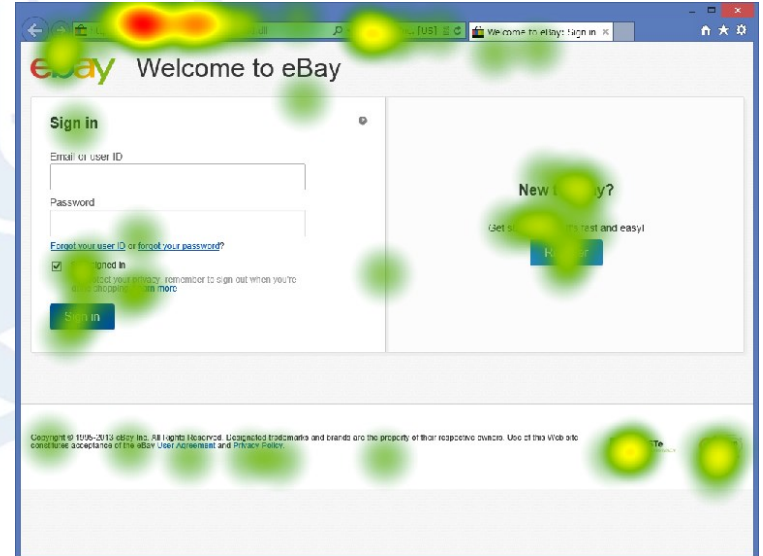 [US]
Welcome to eBay: Sign in
ebay Welcome to eBay
Sign in
Email or user ID
Password
Forgot your user ID or forgot your password?
signed in
your privacy, remember to sign out when you're
more
Sign in
New
Get fast and easy!
Copyright © 1995-2013 eBay Inc. All Rights Reserved. Designated trademarks and brands are the property of their respective owners. Use of this Web site
constitutes acceptance of the eBay User Agreement and Privacy Policy.